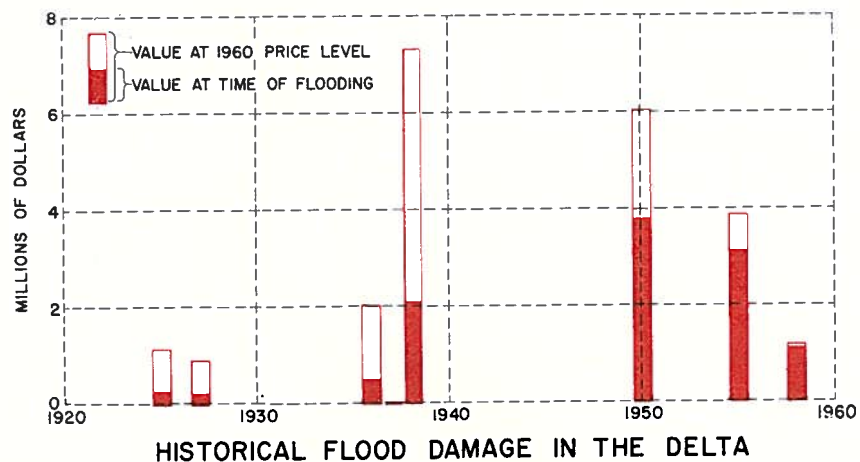 8
VALUE AT 1960 PRICE LEVEL
VALUE AT TIME OF FLOODING
6
MILLIONS OF DOLLARS
4
2
0
1920 1930 1940 1950 1960
HISTORICAL FLOOD DAMAGE IN THE DELTA